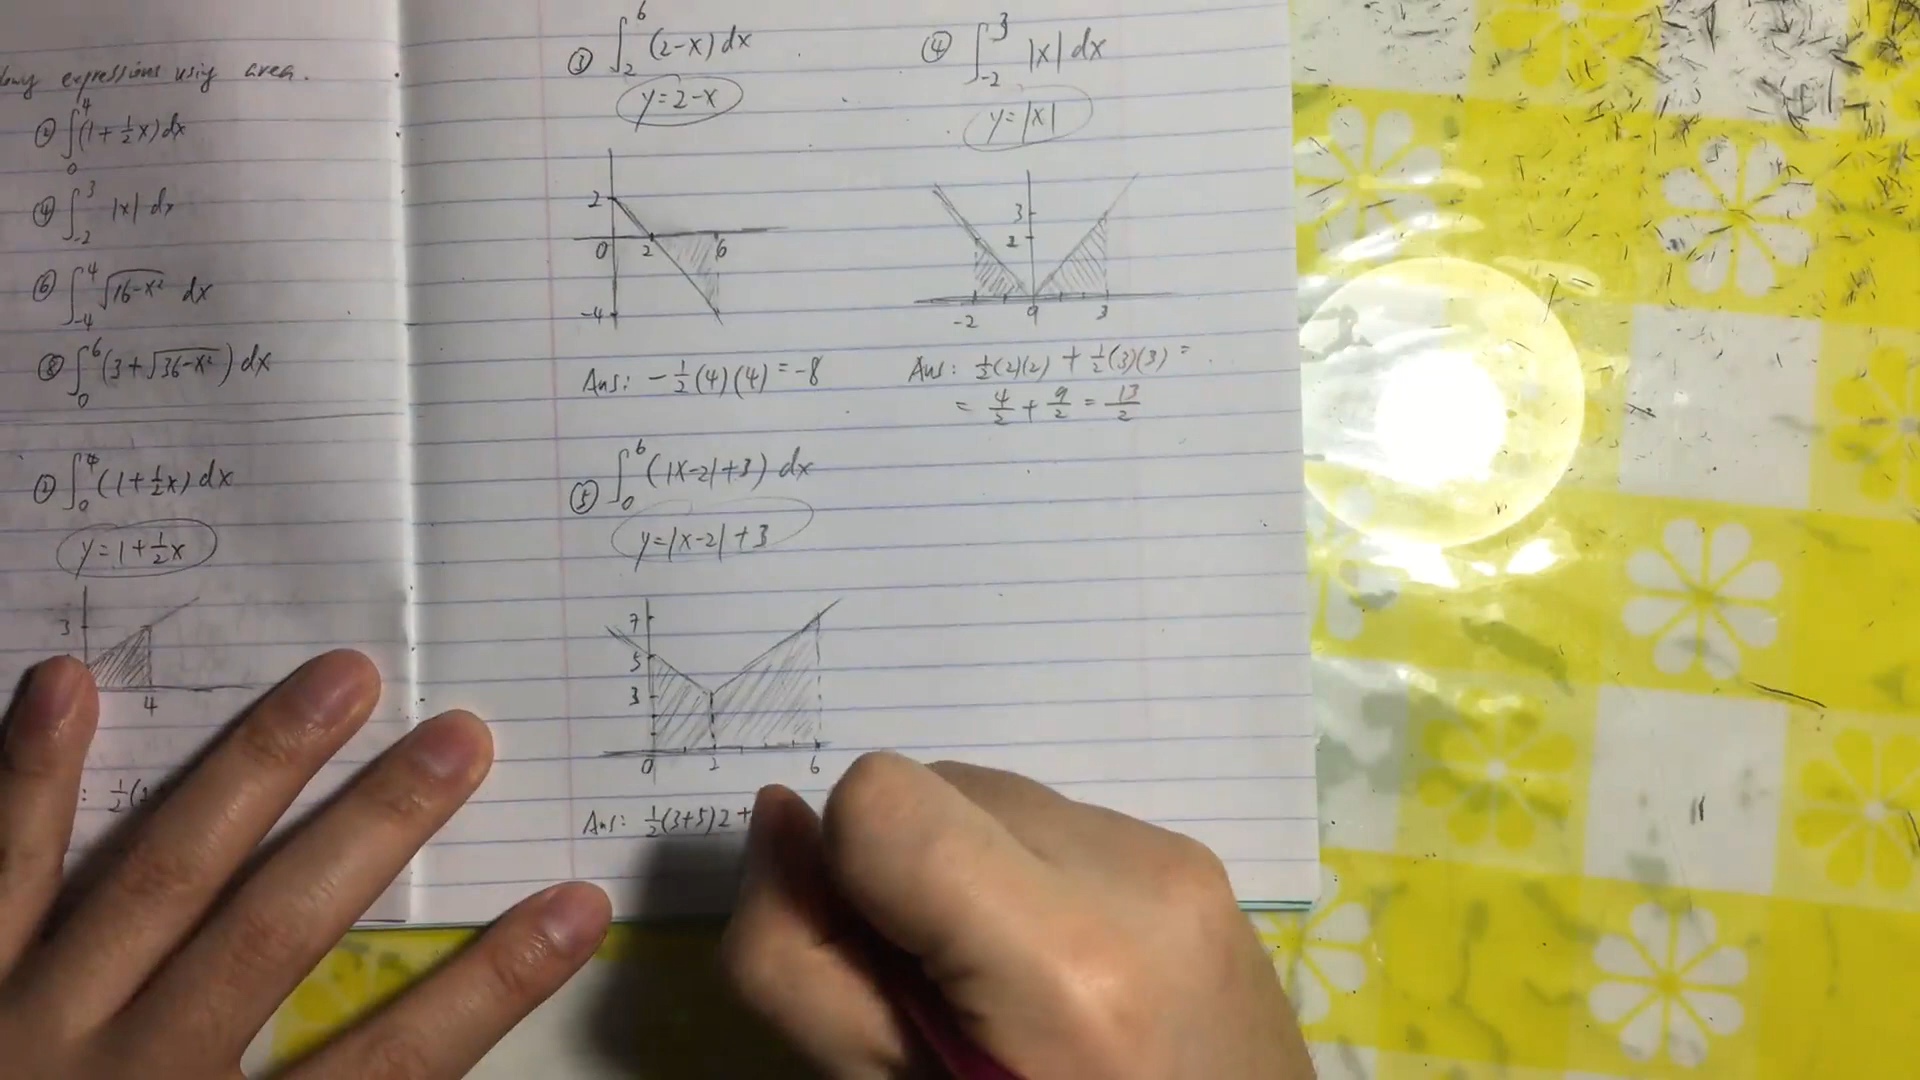 expressions using area.
② ∫₀⁴ (1+½x) dx
④ ∫₋₂³ |x| dx
⑥ ∫₋₄⁴ √(16-x²) dx
⑧ ∫₀⁶ (3+√(36-x²)) dx
② ∫₀⁴ (1+½x) dx
y=1+½x
3
4
: ½(
③ ∫₂⁶ (2-x) dx
y=2-x
2
0 2 6
-4
Ans: -½(4)(4) = -8
④ ∫₋₂³ |x| dx
y=|x|
3
2
-2 0 3
Ans: ½(2)(2) + ½(3)(3) =
= 4/2 + 9/2 = 13/2
⑤ ∫₀⁶ (|x-2|+3) dx
y=|x-2|+3
7
5
3
0 2 6
Ans: ½(3+5)2 +